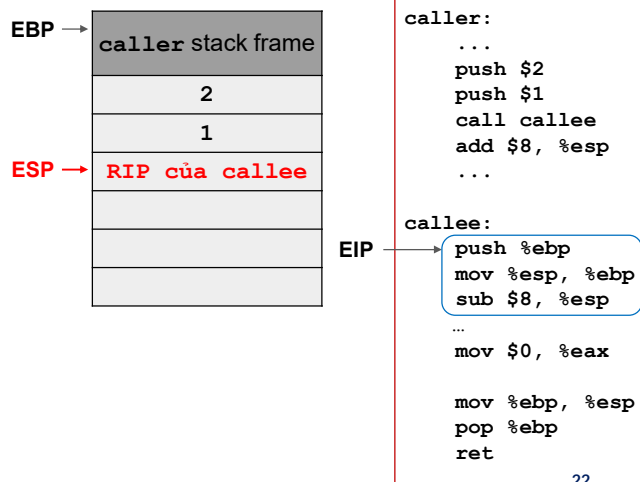 EBP
caller stack frame
2
1
ESP
RIP của callee
caller:
...
push $2
push $1
call callee
add $8, %esp
...
callee:
EIP
push %ebp
mov %esp, %ebp
sub $8, %esp
…
mov $0, %eax
mov %ebp, %esp
pop %ebp
ret
22